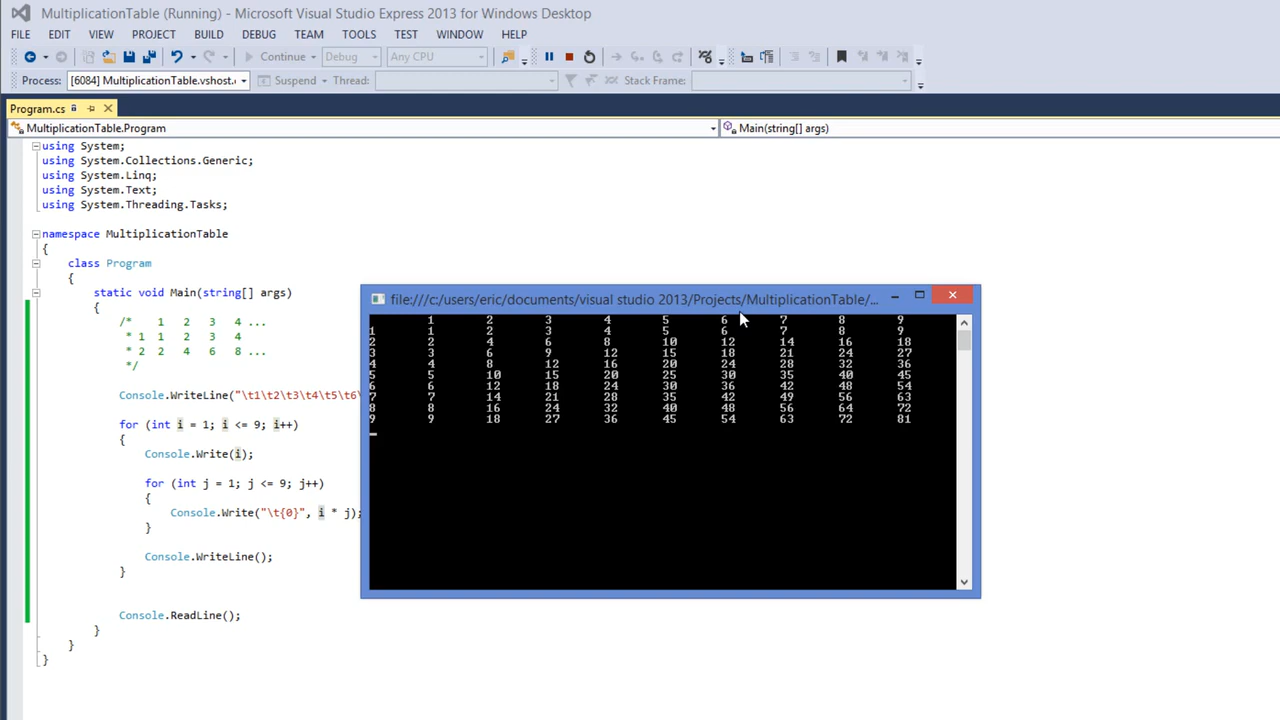 MultiplicationTable (Running) - Microsoft Visual Studio Express 2013 for Windows Desktop
FILE EDIT VIEW PROJECT BUILD DEBUG TEAM TOOLS TEST WINDOW HELP
Continue Debug Any CPU
Process: [6084] MultiplicationTable.vshost. Suspend Thread: Stack Frame:
Program.cs
MultiplicationTable.Program Main(string[] args)
using System;
using System.Collections.Generic;
using System.Linq;
using System.Text;
using System.Threading.Tasks;
namespace MultiplicationTable
{
class Program
{
static void Main(string[] args)
{
/* 1 2 3 4 ...
* 1 1 2 3 4
* 2 2 4 6 8 ...
*/
Console.WriteLine("\t1\t2\t3\t4\t5\t6\
for (int i = 1; i <= 9; i++)
{
Console.Write(i);
for (int j = 1; j <= 9; j++)
{
Console.Write("\t{0}", i * j);
}
Console.WriteLine();
}
Console.ReadLine();
}
}
}
file:///c:/users/eric/documents/visual studio 2013/Projects/MultiplicationTable/...
1 2 3 4 5 6 7 8 9
1 1 2 3 4 5 6 7 8 9
2 2 4 6 8 10 12 14 16 18
3 3 6 9 12 15 18 21 24 27
4 4 8 12 16 20 24 28 32 36
5 5 10 15 20 25 30 35 40 45
6 6 12 18 24 30 36 42 48 54
7 7 14 21 28 35 42 49 56 63
8 8 16 24 32 40 48 56 64 72
9 9 18 27 36 45 54 63 72 81